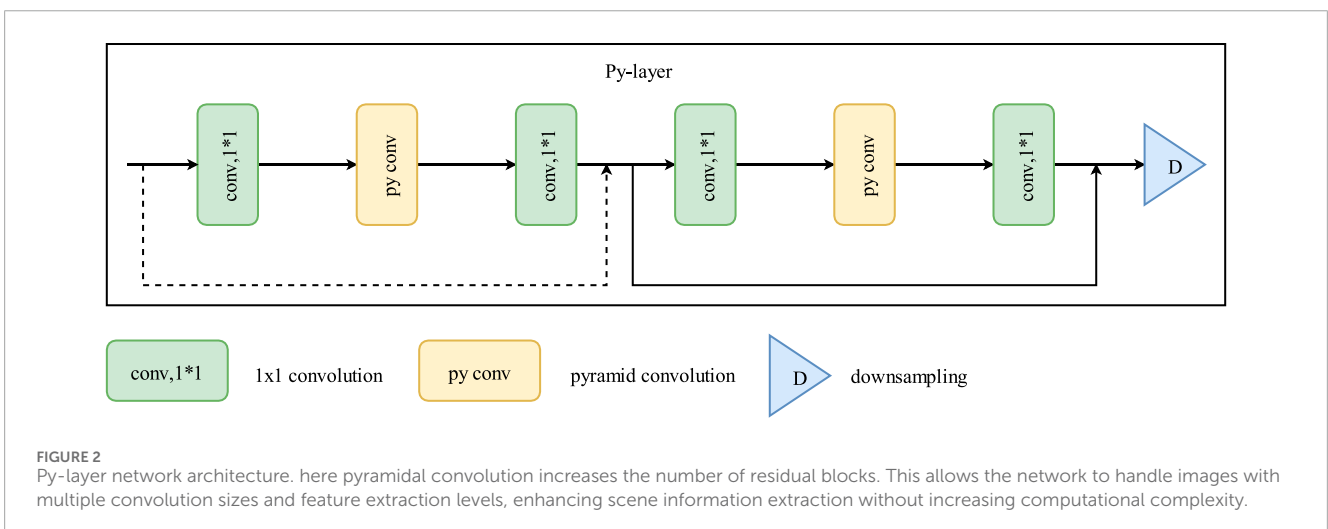 Py-layer
conv,1*1
py conv
conv,1*1
conv,1*1
py conv
conv,1*1
D
conv,1*1
1x1 convolution
py conv
pyramid convolution
D
downsampling
FIGURE 2
Py-layer network architecture. here pyramidal convolution increases the number of residual blocks. This allows the network to handle images with
multiple convolution sizes and feature extraction levels, enhancing scene information extraction without increasing computational complexity.